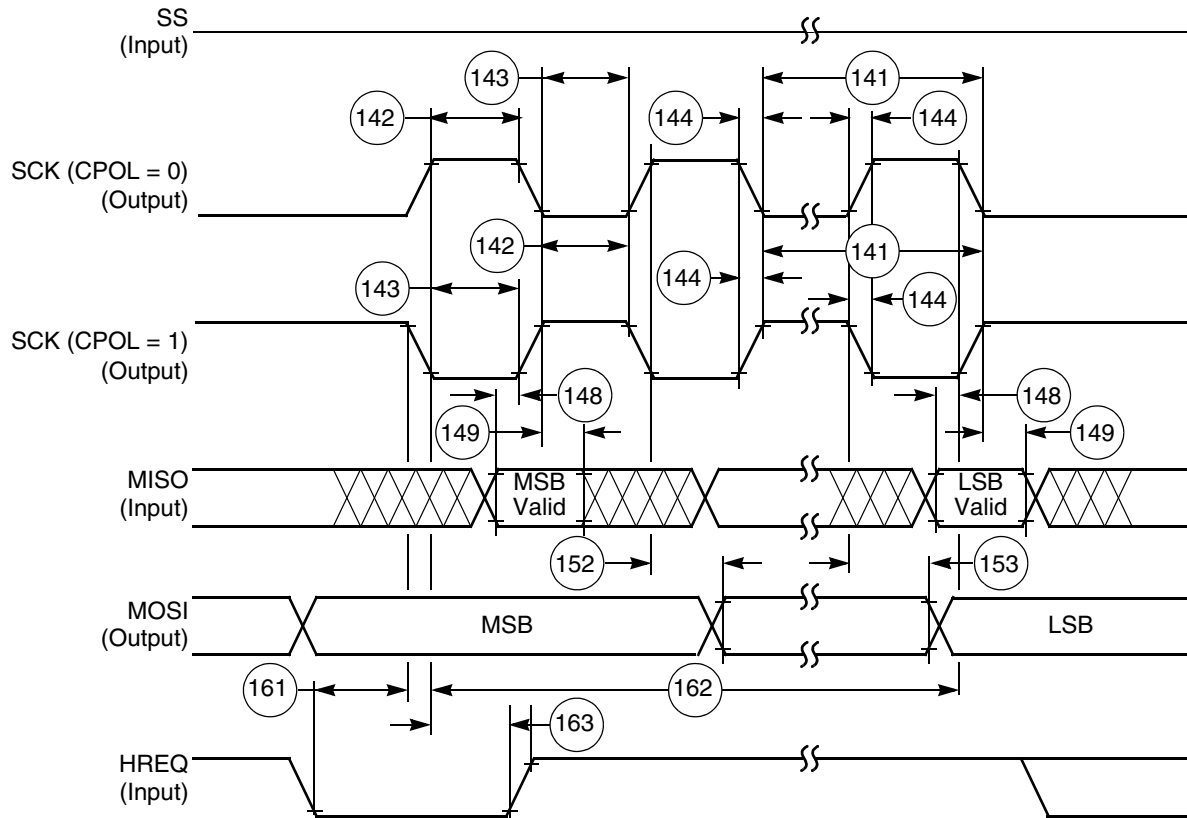 SS
(Input)
143
141
142
144
144
SCK (CPOL = 0)
(Output)
142
141
143
144
144
SCK (CPOL = 1)
(Output)
148
148
149
149
MISO
(Input)
MSB
Valid
LSB
Valid
152
153
MOSI
(Output)
MSB
LSB
161
162
163
HREQ
(Input)